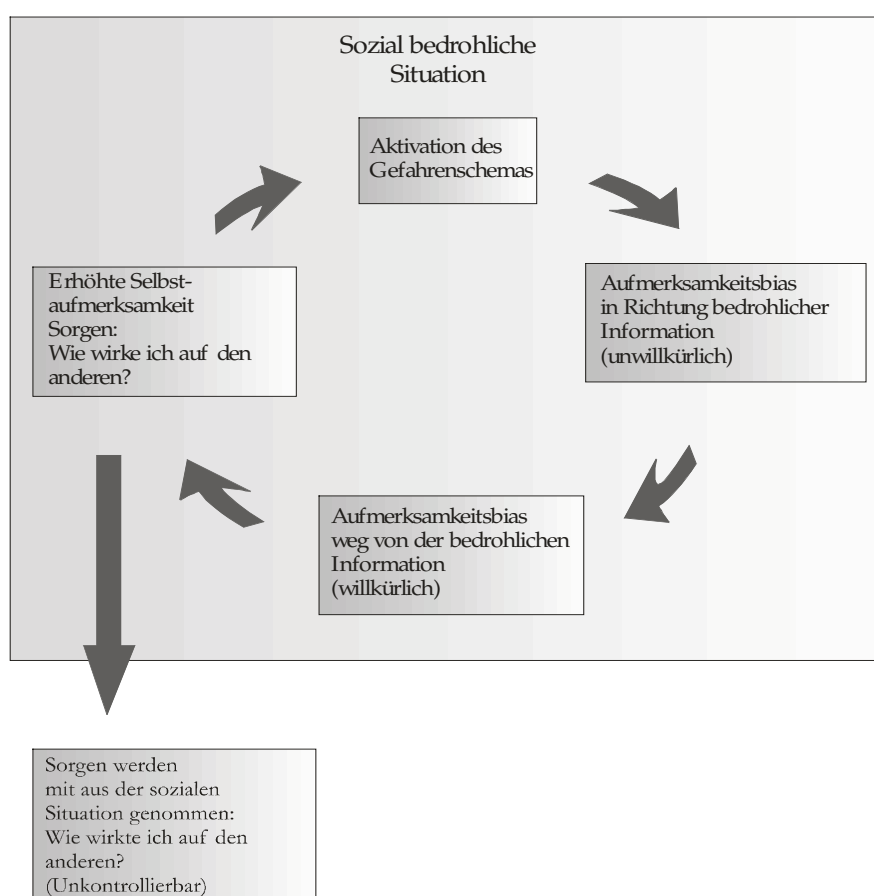 Sozial bedrohliche
Situation
Aktivation des
Gefahrenschemas
Aufmerksamkeitsbias
in Richtung bedrohlicher
Information
(unwillkürlich)
Aufmerksamkeitsbias
weg von der bedrohlichen
Information
(willkürlich)
Erhöhte Selbst-
aufmerksamkeit
Sorgen:
Wie wirke ich auf den
anderen?
Sorgen werden
mit aus der sozialen
Situation genommen:
Wie wirkte ich auf den
anderen?
(Unkontrollierbar)